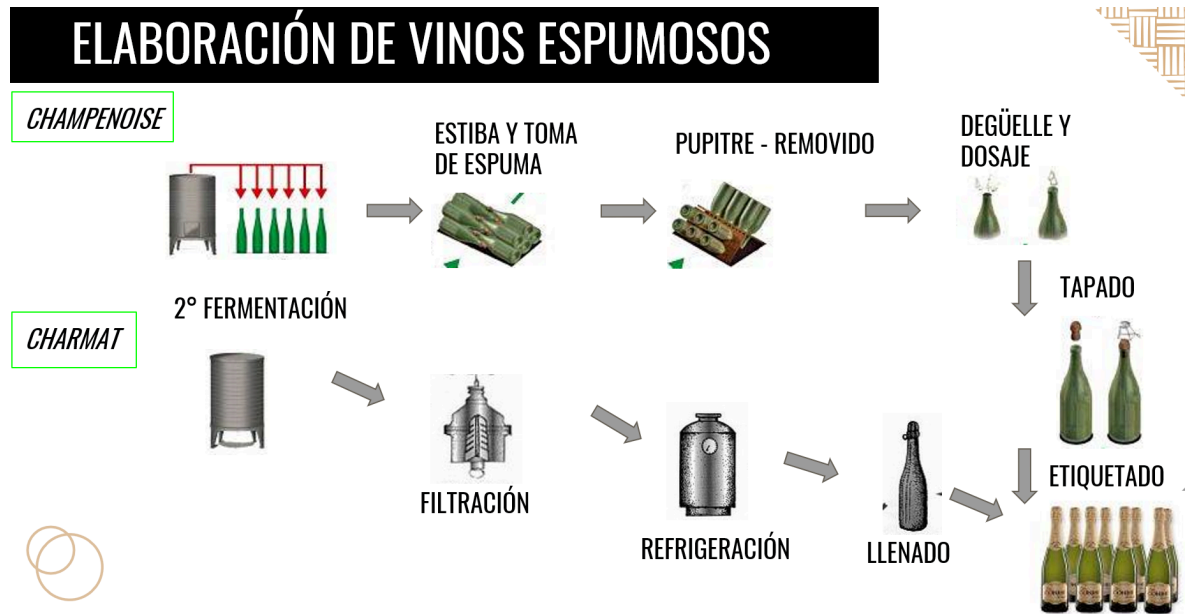 ELABORACIÓN DE VINOS ESPUMOSOS
CHAMPENOISE
ESTIBA Y TOMA
DE ESPUMA
PUPITRE - REMOVIDO
DEGÜELLE Y
DOSAJE
2° FERMENTACIÓN
TAPADO
CHARMAT
FILTRACIÓN
REFRIGERACIÓN
LLENADO
ETIQUETADO